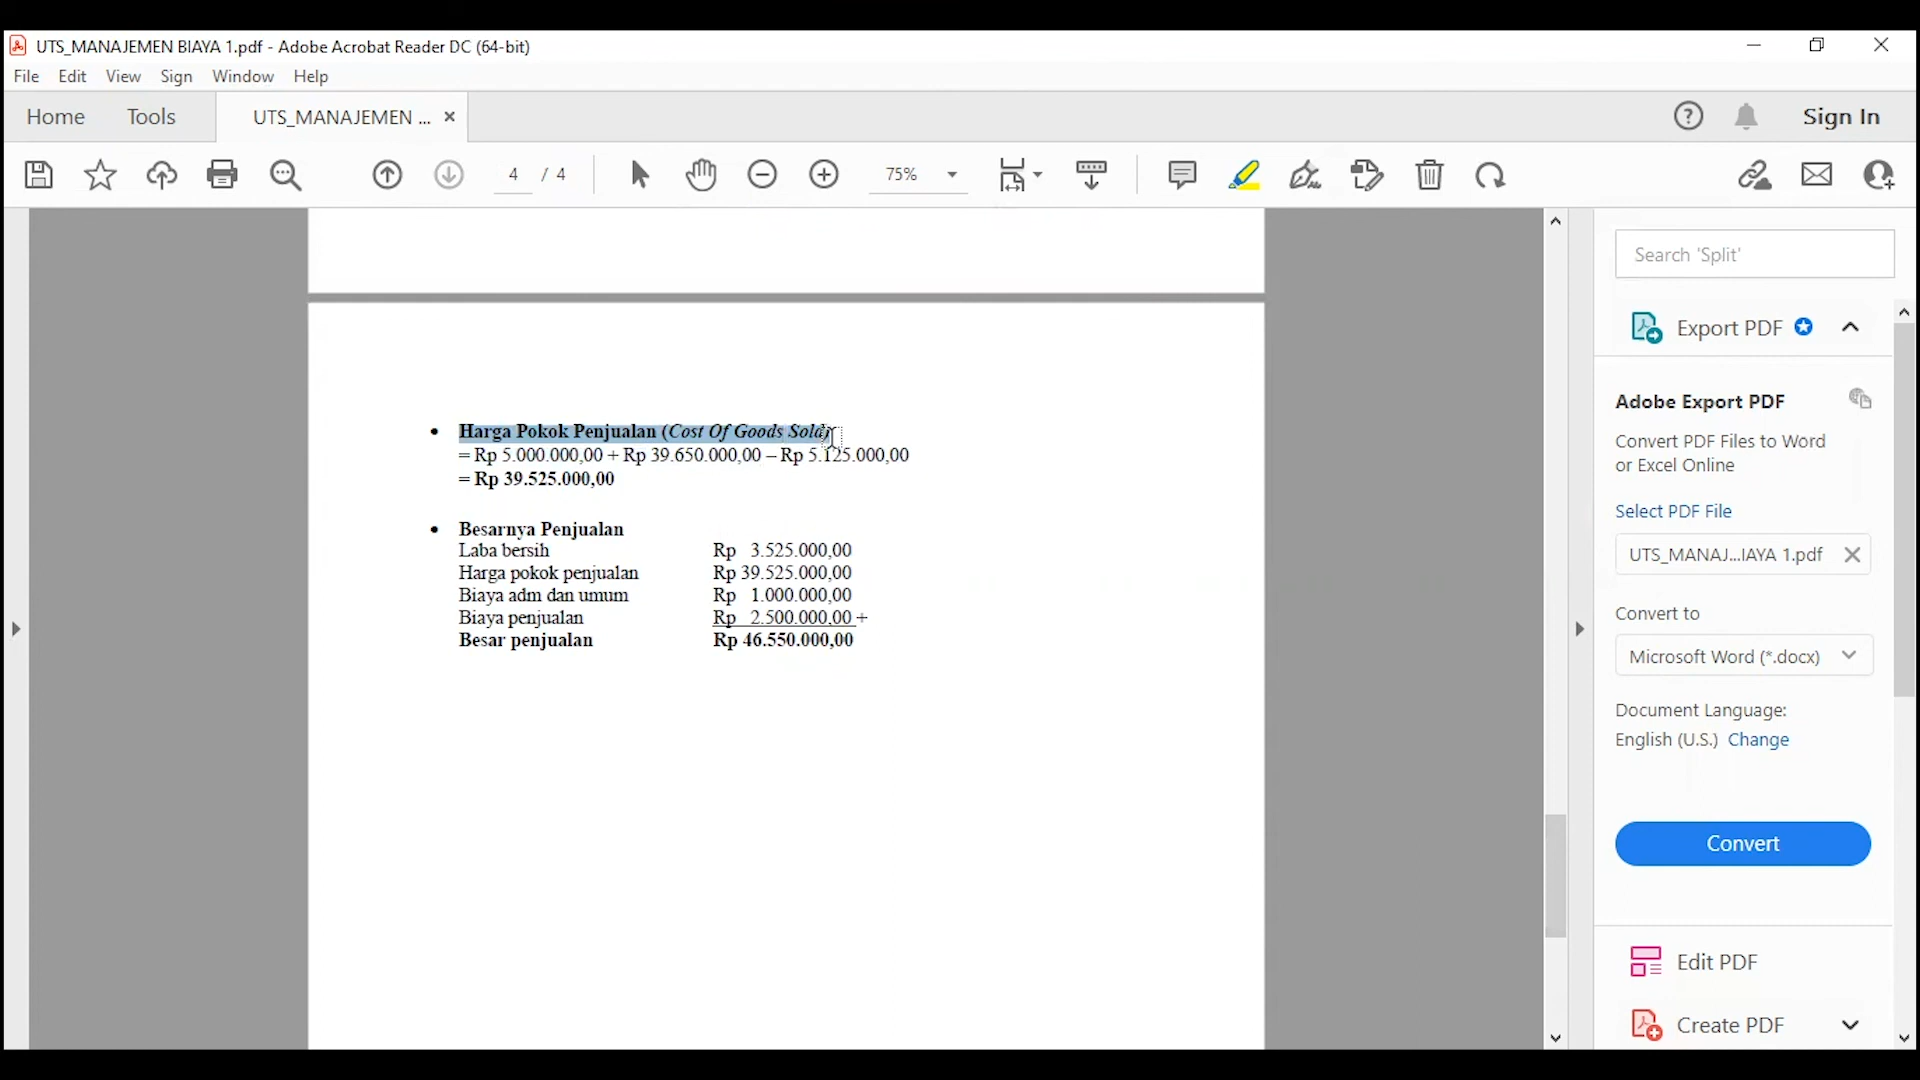 UTS_MANAJEMEN BIAYA 1.pdf - Adobe Acrobat Reader DC (64-bit)
File Edit View Sign Window Help
Home Tools UTS_MANAJEMEN ... × Sign In
4 / 4 75%
Search 'Split'
Export PDF
Adobe Export PDF
Convert PDF Files to Word
or Excel Online
Select PDF File
UTS_MANAJ...IAYA 1.pdf
Convert to
Microsoft Word (*.docx)
Document Language:
English (U.S.) Change
Convert
Edit PDF
Create PDF
• Harga Pokok Penjualan (Cost Of Goods Sold)
= Rp 5.000.000,00 + Rp 39.650.000,00 – Rp 5.125.000,00
= Rp 39.525.000,00
• Besarnya Penjualan
Laba bersih Rp 3.525.000,00
Harga pokok penjualan Rp 39.525.000,00
Biaya adm dan umum Rp 1.000.000,00
Biaya penjualan Rp 2.500.000,00 +
Besar penjualan Rp 46.550.000,00